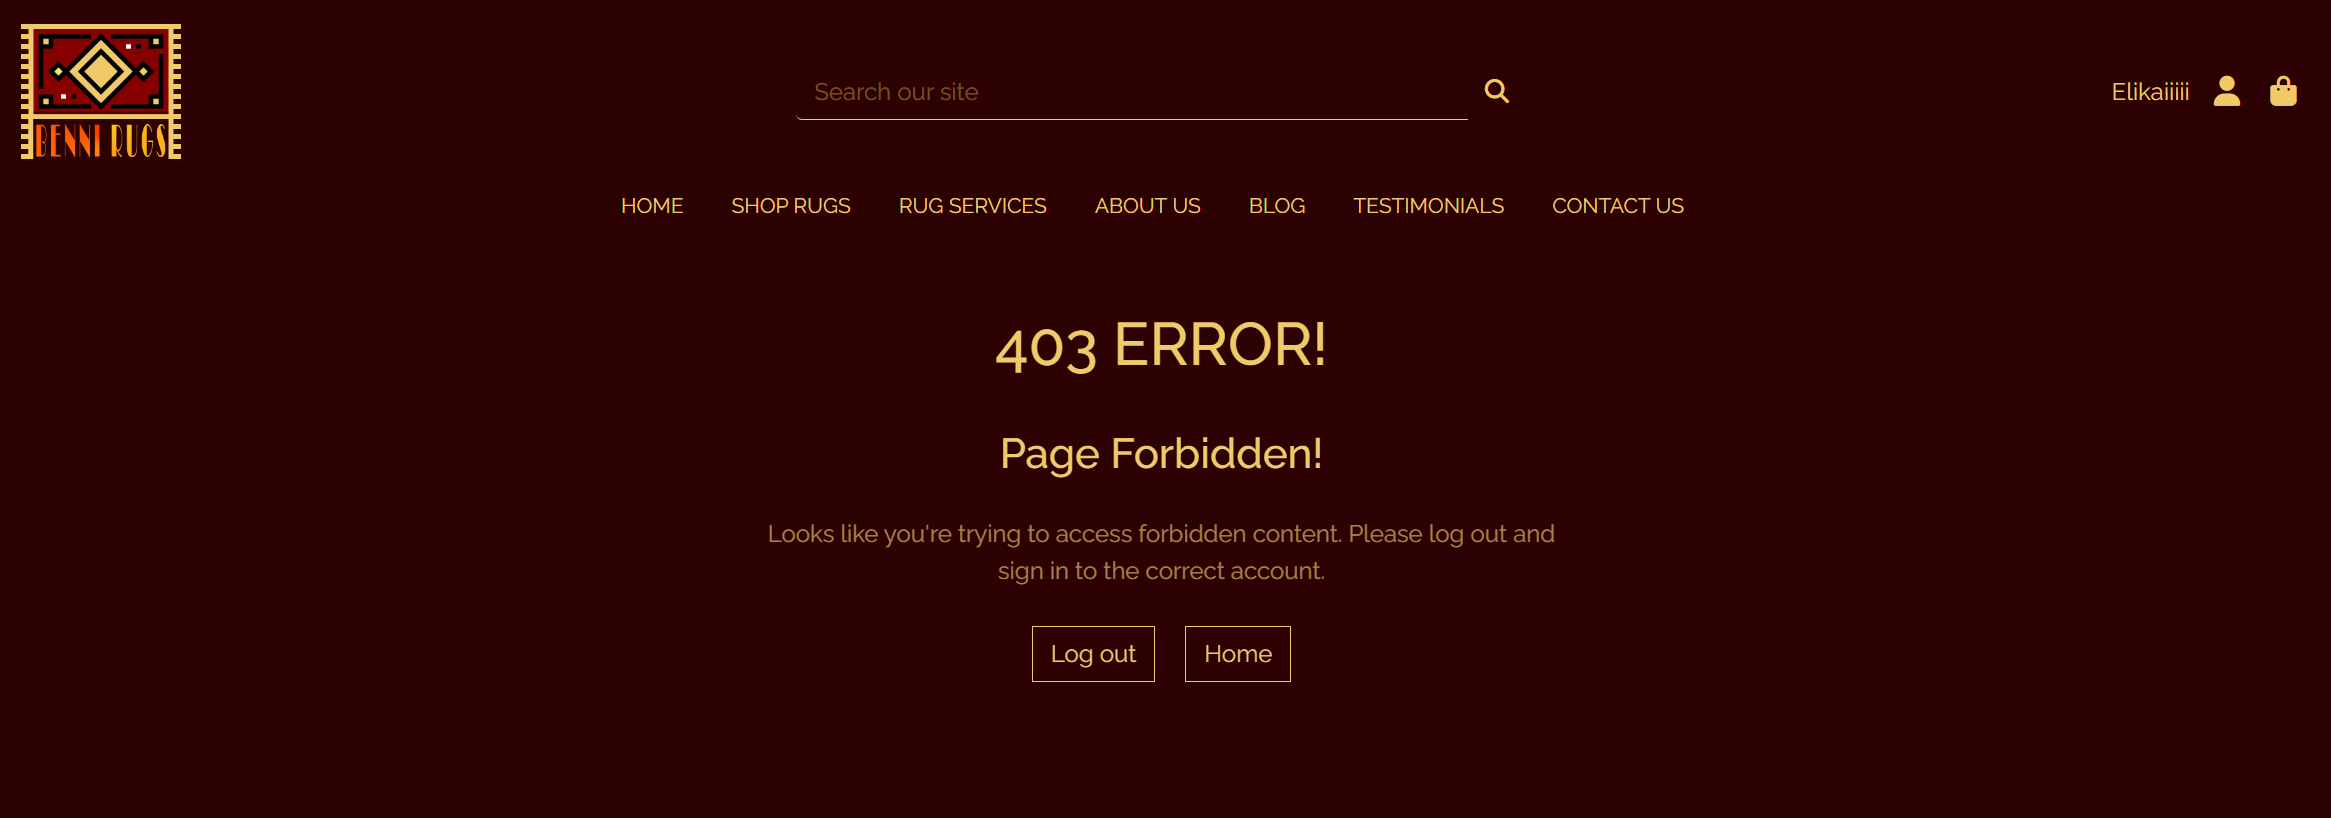 BENNI RUGS
Search our site
Elikaiiiii
HOME SHOP RUGS RUG SERVICES ABOUT US BLOG TESTIMONIALS CONTACT US
403 ERROR!
Page Forbidden!
Looks like you're trying to access forbidden content. Please log out and
sign in to the correct account.
Log out Home